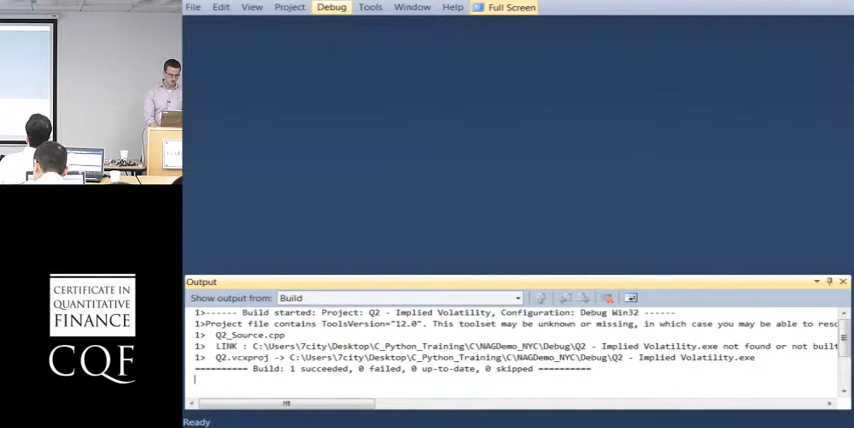 File Edit View Project Debug Tools Window Help Full Screen
Output
Show output from: Build
1>------ Build started: Project: Q2 - Implied Volatility, Configuration: Debug Win32 ------
1>Project file contains ToolsVersion="12.0". This toolset may be unknown or missing, in which case you may be able to reso
1> Q2_Source.cpp
1> LINK : C:\Users\7city\Desktop\C_Python_Training\C\NAGDemo_NYC\Debug\Q2 - Implied Volatility.exe not found or not built
1> Q2.vcxproj -> C:\Users\7city\Desktop\C_Python_Training\C\NAGDemo_NYC\Debug\Q2 - Implied Volatility.exe
========== Build: 1 succeeded, 0 failed, 0 up-to-date, 0 skipped ==========
Ready
CERTIFICATE IN
QUANTITATIVE
FINANCE
CQF